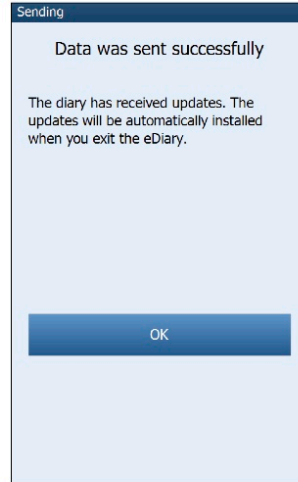 Sending
Data was sent successfully
The diary has received updates. The
updates will be automatically installed
when you exit the eDiary.
OK